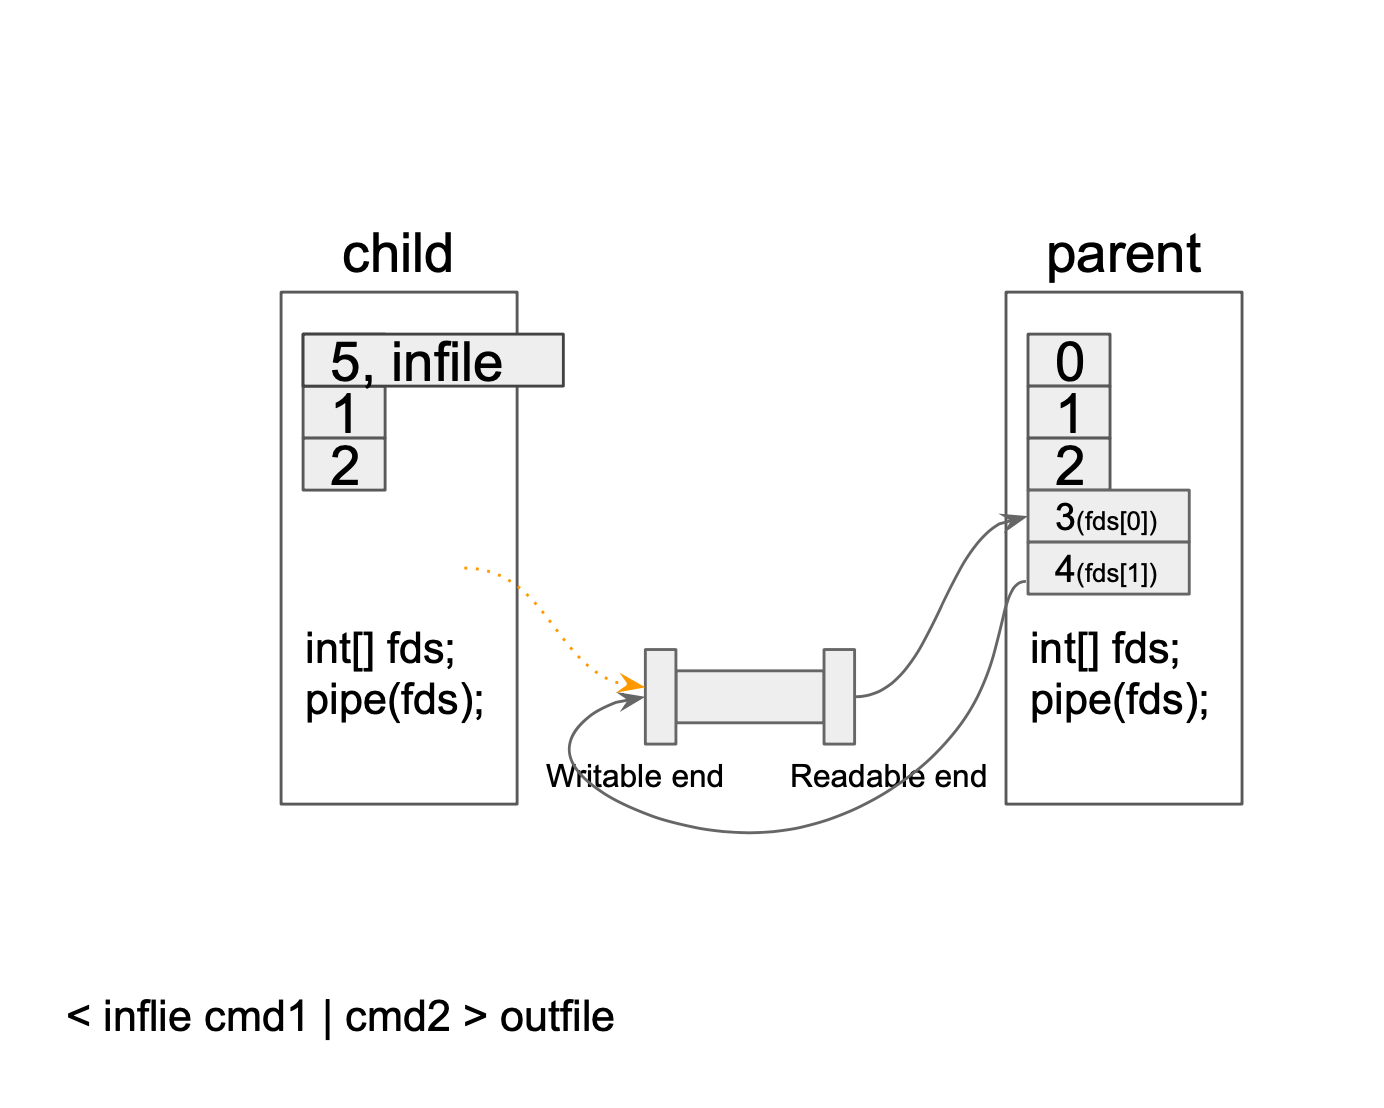 child
5, infile
1
2
int[] fds;
pipe(fds);
Writable end
Readable end
parent
0
1
2
3(fds[0])
4(fds[1])
int[] fds;
pipe(fds);
< inflie cmd1 | cmd2 > outfile